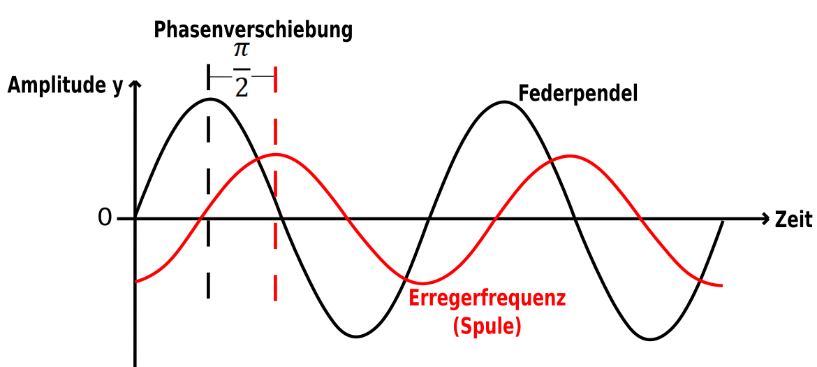 Phasenverschiebung
π
2
Amplitude y
Federpendel
0
Zeit
Erregerfrequenz
(Spule)